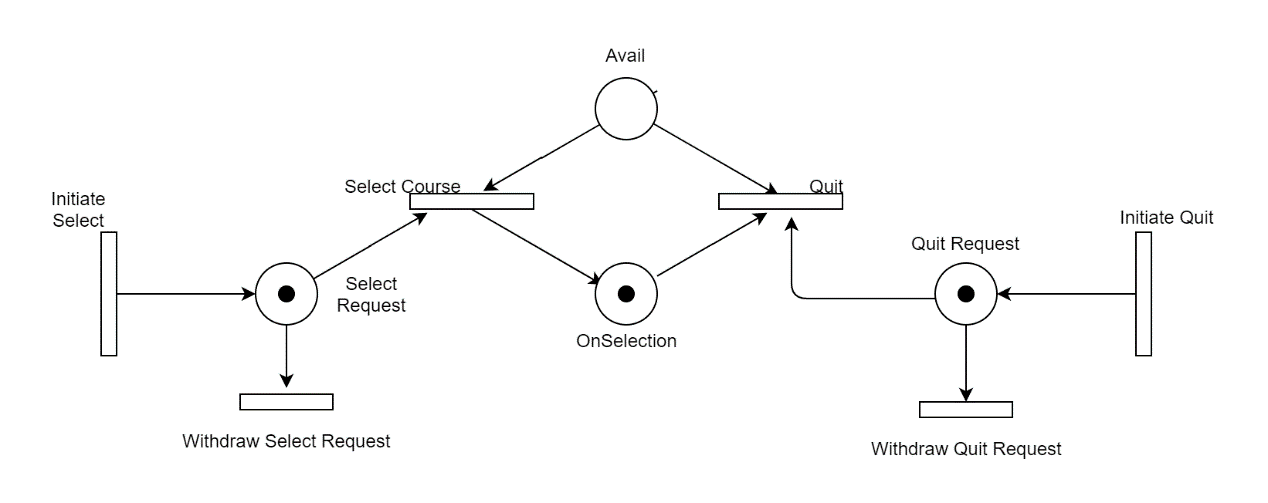 Avail
Select Course
Quit
Initiate
Select
Initiate Quit
Quit Request
Select
Request
OnSelection
Withdraw Select Request
Withdraw Quit Request